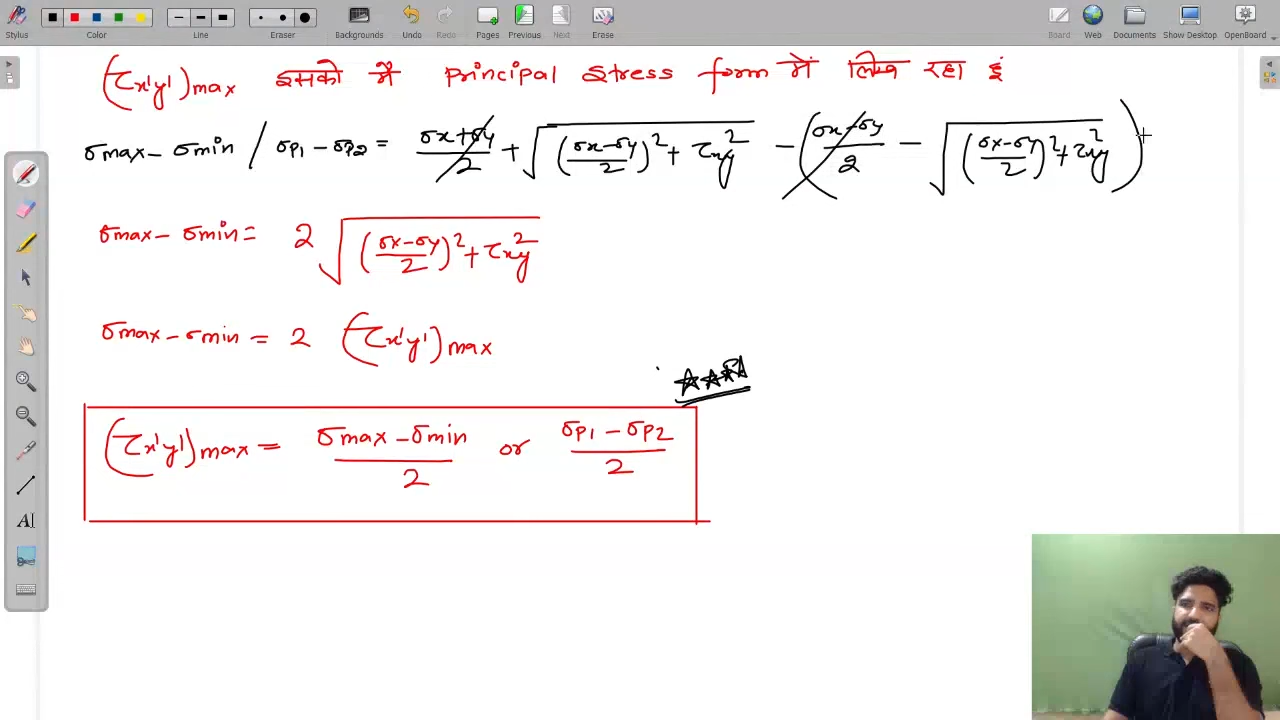 Stylus Color Line Eraser Backgrounds Undo Redo Pages Previous Next Erase Board Web Documents Show Desktop OpenBoard
(τx'y')max इसको में principal stress form में लिख रहा हूं
σmax - σmin / σp1 - σp2 = (σx+σy)/2 + √(((σx-σy)/2)² + τxy²) - ((σx-σy)/2 - √(((σx-σy)/2)² + τxy²))
σmax - σmin = 2 √(((σx-σy)/2)² + τxy²)
σmax - σmin = 2 (τx'y')max
(τx'y')max = (σmax - σmin)/2 or (σp1 - σp2)/2